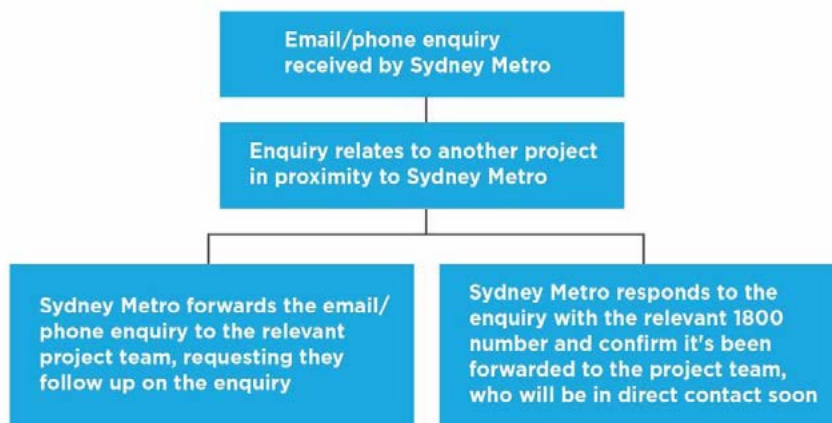 Email/phone enquiry
received by Sydney Metro
Enquiry relates to another project
in proximity to Sydney Metro
Sydney Metro forwards the email/
phone enquiry to the relevant
project team, requesting they
follow up on the enquiry
Sydney Metro responds to the
enquiry with the relevant 1800
number and confirm it's been
forwarded to the project team,
who will be in direct contact soon